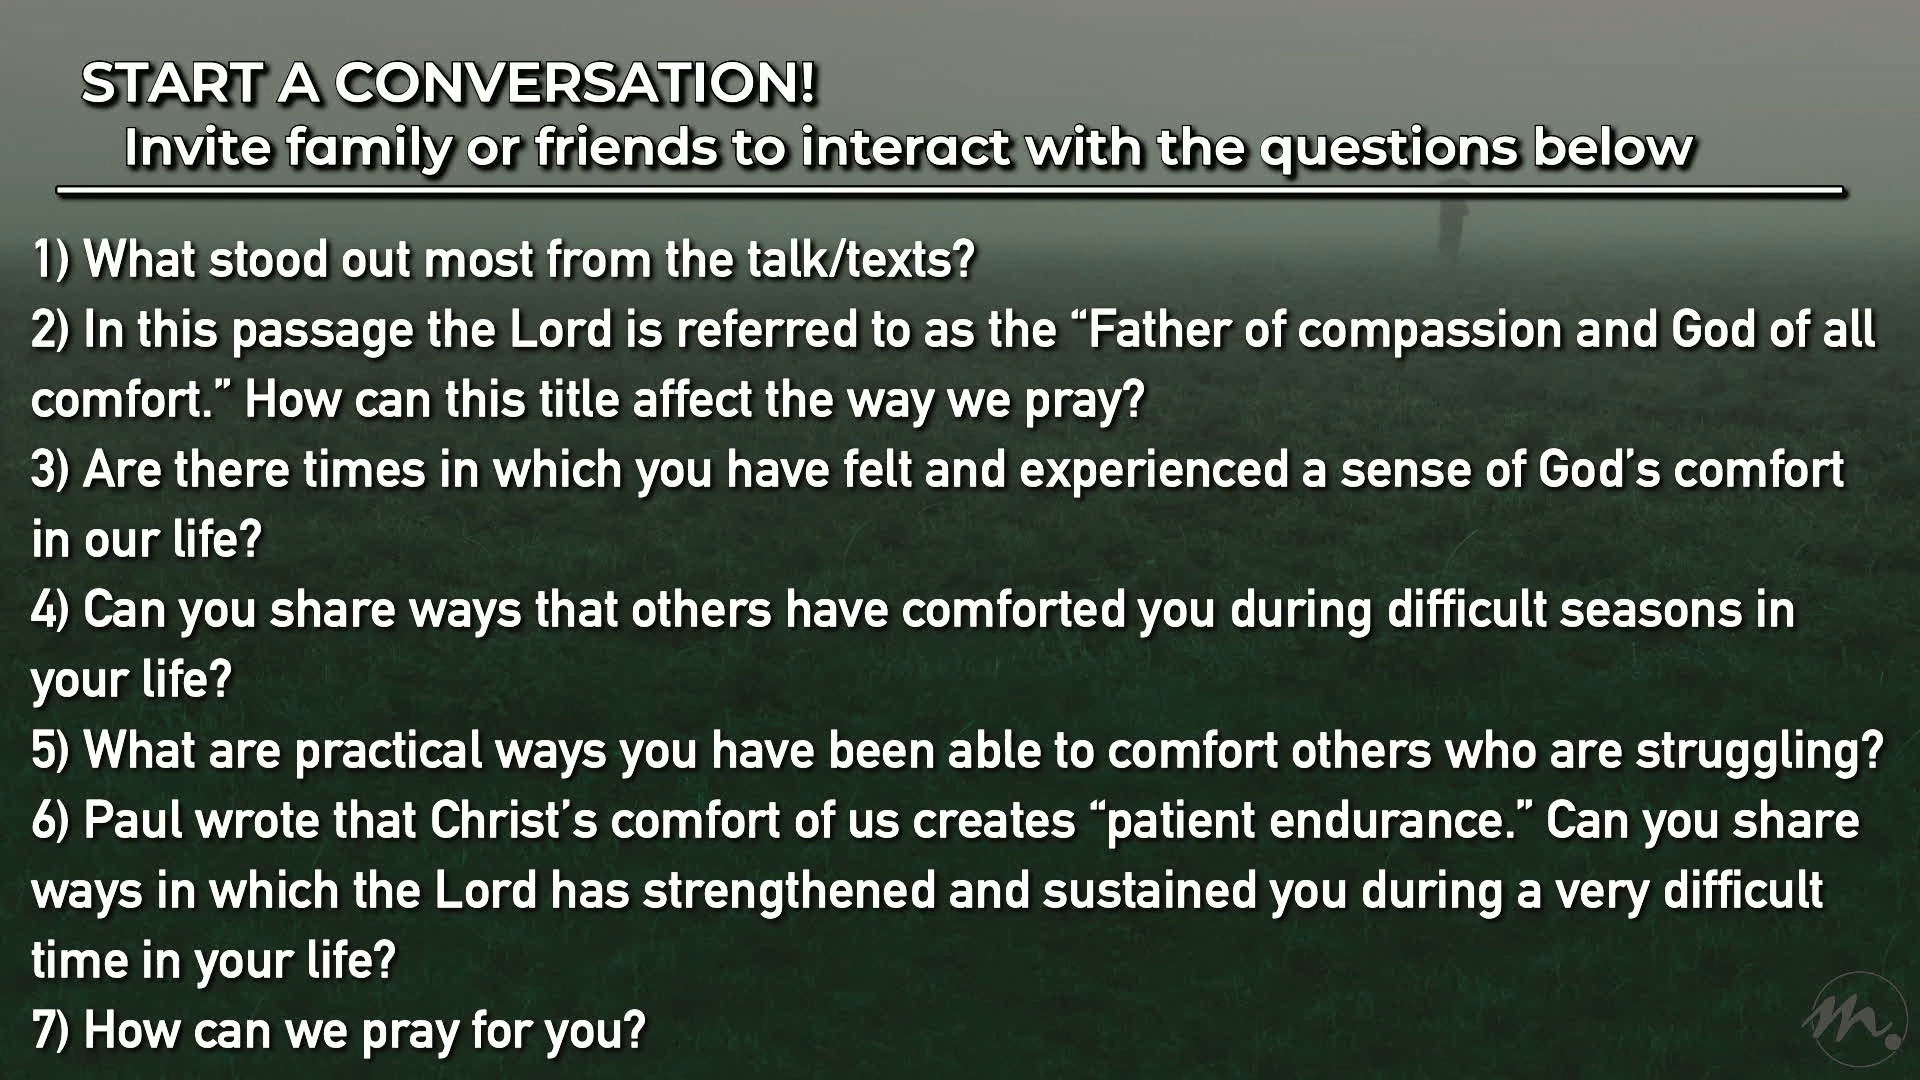 START A CONVERSATION!
Invite family or friends to interact with the questions below
1) What stood out most from the talk/texts?
2) In this passage the Lord is referred to as the “Father of compassion and God of all
comfort.” How can this title affect the way we pray?
3) Are there times in which you have felt and experienced a sense of God’s comfort
in our life?
4) Can you share ways that others have comforted you during difficult seasons in
your life?
5) What are practical ways you have been able to comfort others who are struggling?
6) Paul wrote that Christ’s comfort of us creates “patient endurance.” Can you share
ways in which the Lord has strengthened and sustained you during a very difficult
time in your life?
7) How can we pray for you?
m.